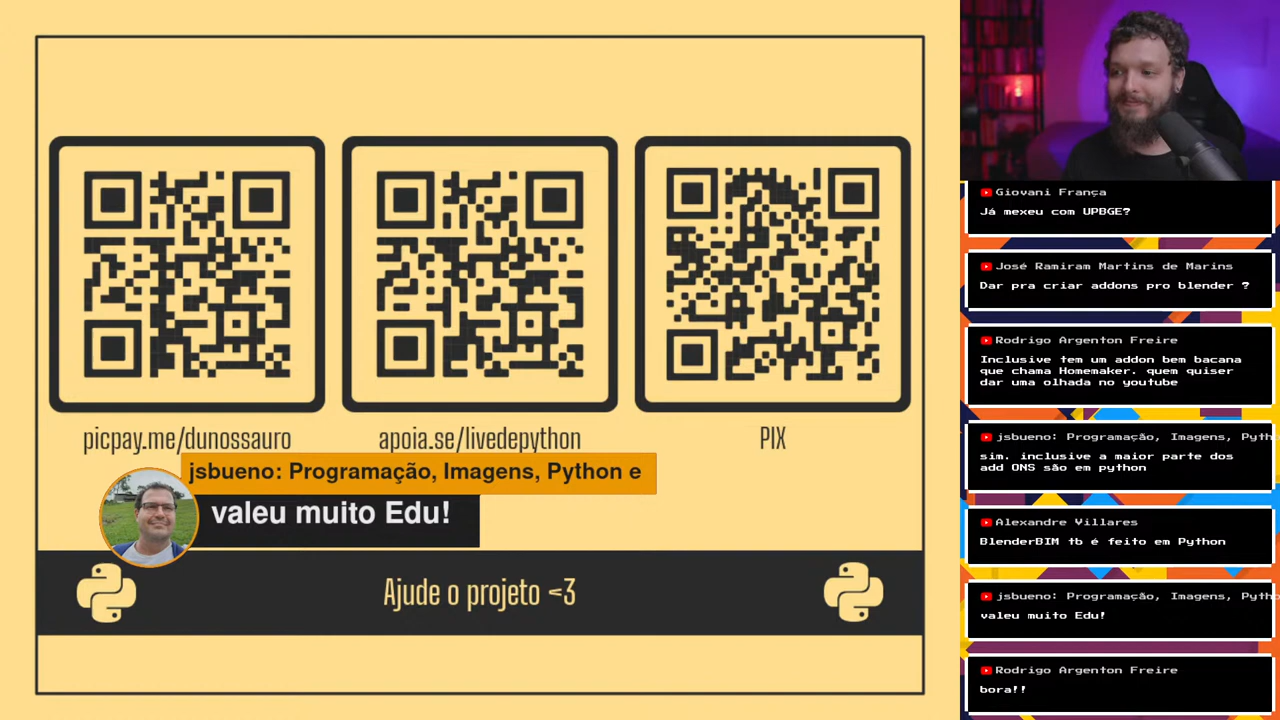 picpay.me/dunossauro
apoia.se/livedepython
PIX
jsbueno: Programação, Imagens, Python e
valeu muito Edu!
Ajude o projeto <3
Giovani França
Já mexeu com UPBGE?
José Ramiram Martins de Marins
Dar pra criar addons pro blender ?
Rodrigo Argenton Freire
Inclusive tem um addon bem bacana
que chama Homemaker. quem quiser
dar uma olhada no youtube
jsbueno: Programação, Imagens, Pyth
sim. inclusive a maior parte dos
add ONS são em python
Alexandre Villares
BlenderBIM tb é feito em Python
jsbueno: Programação, Imagens, Pyth
valeu muito Edu!
Rodrigo Argenton Freire
bora!!